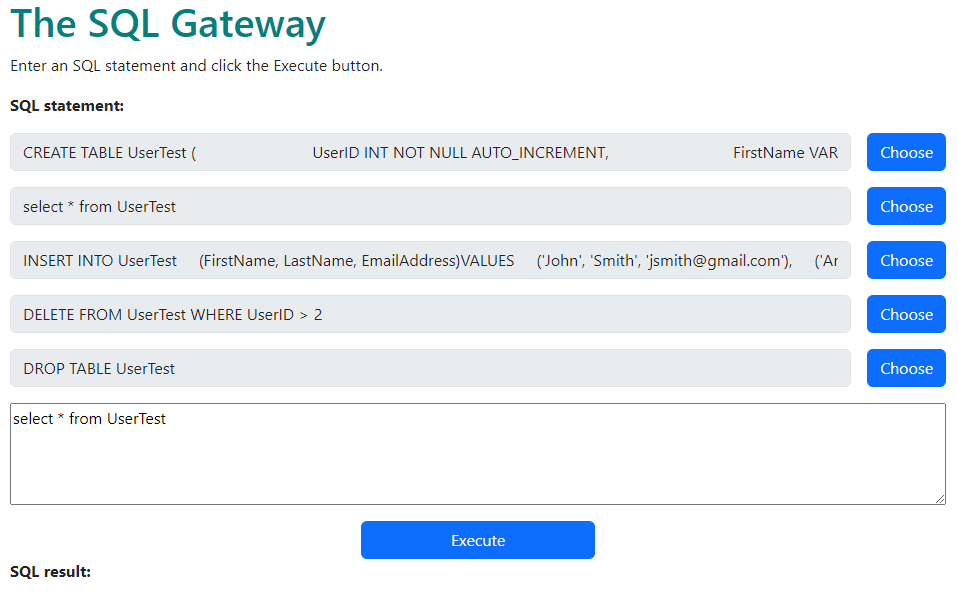 The SQL Gateway
Enter an SQL statement and click the Execute button.
SQL statement:
CREATE TABLE UserTest ( UserID INT NOT NULL AUTO_INCREMENT, FirstName VAR Choose
select * from UserTest Choose
INSERT INTO UserTest (FirstName, LastName, EmailAddress)VALUES ('John', 'Smith', 'jsmith@gmail.com'), ('Ar Choose
DELETE FROM UserTest WHERE UserID > 2 Choose
DROP TABLE UserTest Choose
select * from UserTest
Execute
SQL result: